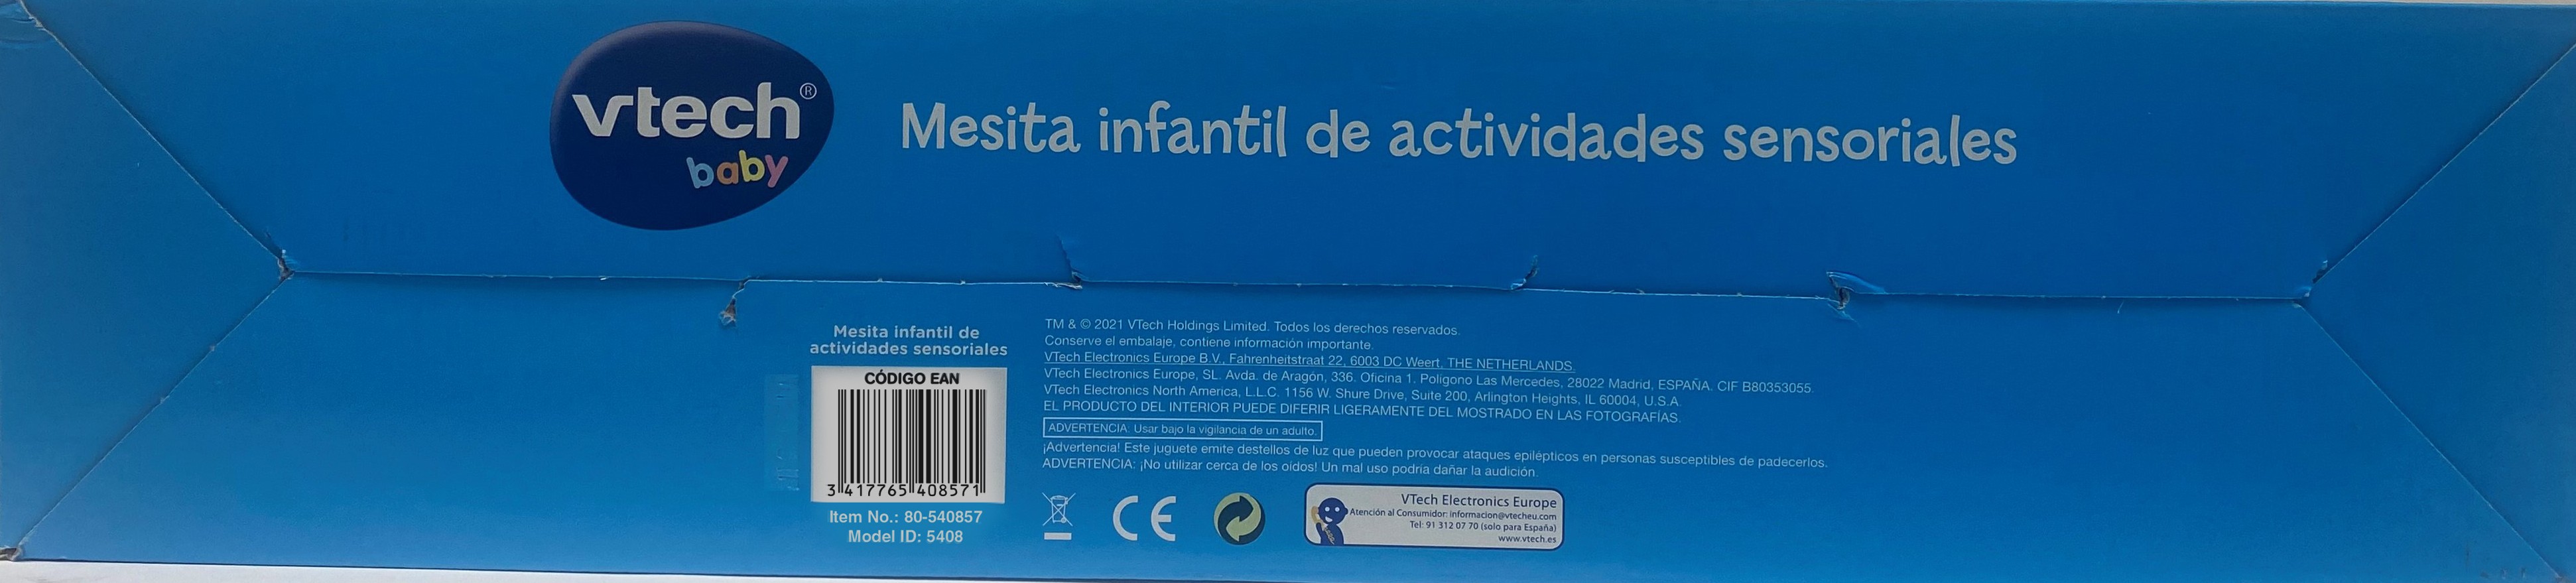 vtech®
baby
Mesita infantil de actividades sensoriales
Mesita infantil de
actividades sensoriales
CÓDIGO EAN
3 417765 408571
Item No.: 80-540857
Model ID: 5408
TM & © 2021 VTech Holdings Limited. Todos los derechos reservados.
Conserve el embalaje, contiene información importante.
VTech Electronics Europe B.V., Fahrenheitstraat 22, 6003 DC Weert, THE NETHERLANDS.
VTech Electronics Europe, SL. Avda. de Aragón, 336. Oficina 1. Polígono Las Mercedes, 28022 Madrid, ESPAÑA. CIF B80353055.
VTech Electronics North America, L.L.C. 1156 W. Shure Drive, Suite 200, Arlington Heights, IL 60004, U.S.A.
EL PRODUCTO DEL INTERIOR PUEDE DIFERIR LIGERAMENTE DEL MOSTRADO EN LAS FOTOGRAFÍAS.
ADVERTENCIA: Usar bajo la vigilancia de un adulto.
¡Advertencia! Este juguete emite destellos de luz que pueden provocar ataques epilépticos en personas susceptibles de padecerlos.
ADVERTENCIA: ¡No utilizar cerca de los oídos! Un mal uso podría dañar la audición.
CE
VTech Electronics Europe
Atención al Consumidor: informacion@vtecheu.com
Tel: 91 312 07 70 (solo para España)
www.vtech.es